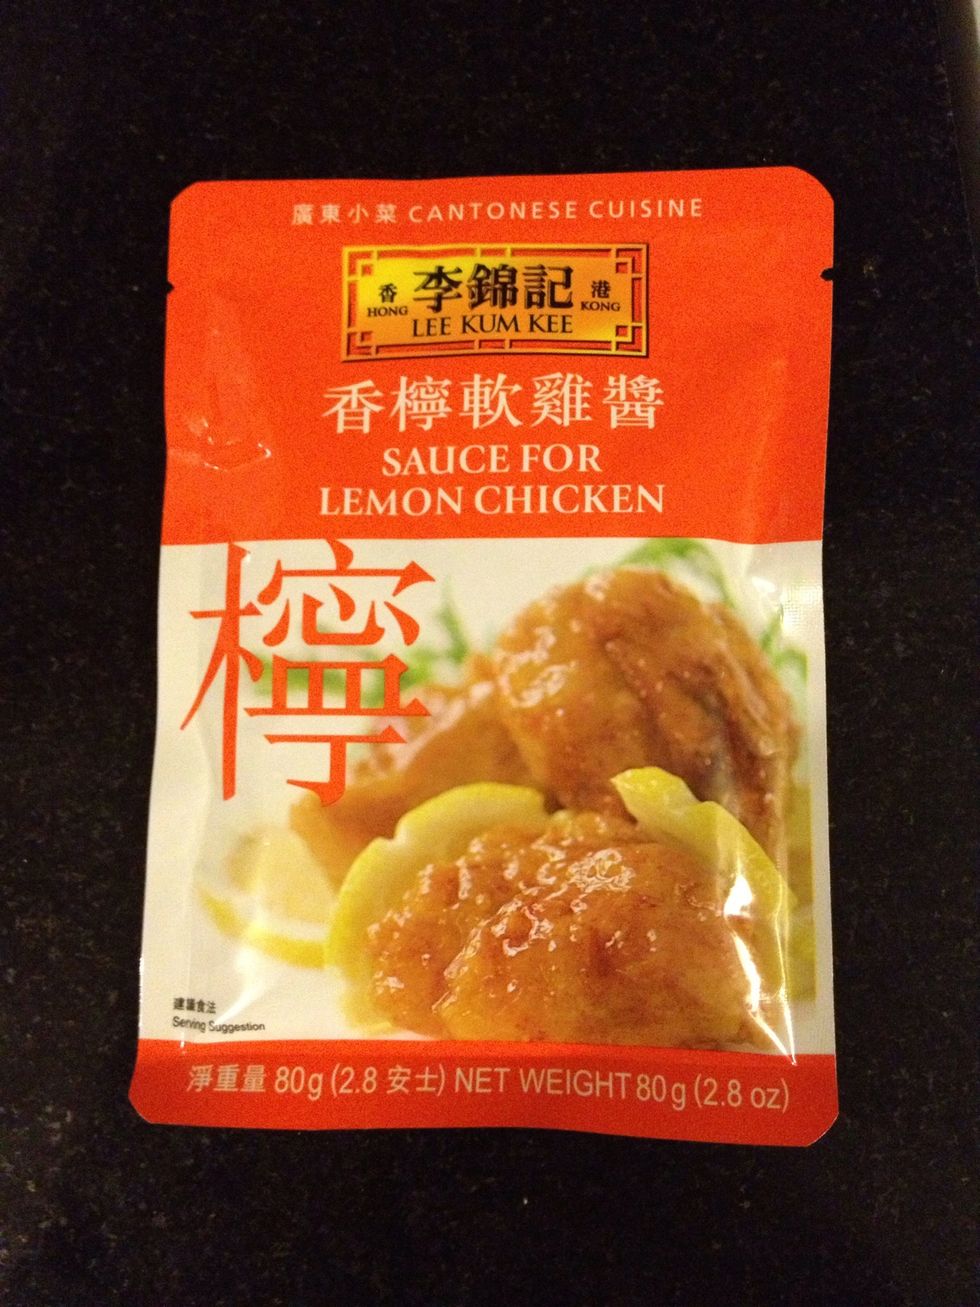 廣東小菜 CANTONESE CUISINE
香 李錦記 港
HONG LEE KUM KEE KONG
香檸軟雞醬
SAUCE FOR
LEMON CHICKEN
檸
建議食法
Serving Suggestion
淨重量 80g (2.8 安士) NET WEIGHT 80g (2.8 oz)